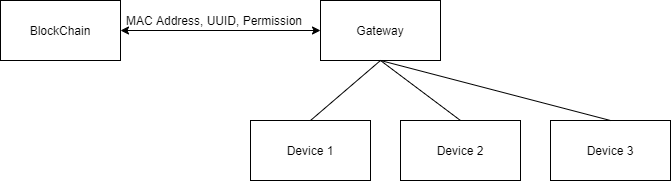 BlockChain
MAC Address, UUID, Permission
Gateway
Device 1
Device 2
Device 3